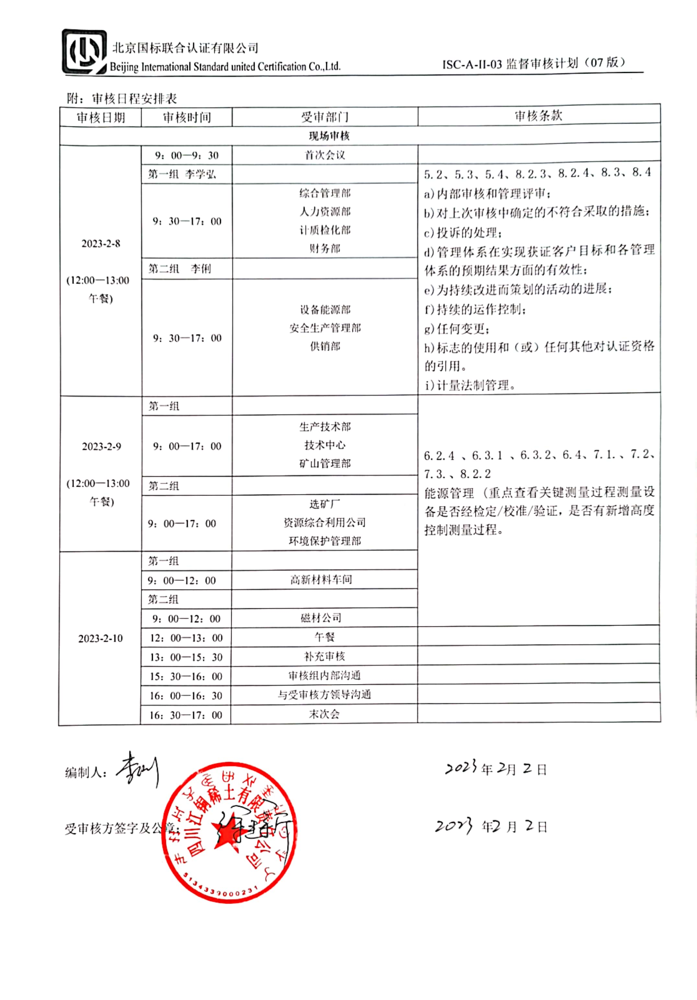 北京国标联合认证有限公司
Beijing International Standard united Certification Co.,Ltd.
ISC-A-II-03 监督审核计划（07 版）
附：审核日程安排表
审核日期 审核时间 受审部门 审核条款
现场审核
2023-2-8
(12:00—13:00
午餐)
9：00—9：30 首次会议
第一组 李学弘
9：30—17：00
综合管理部
人力资源部
计质检化部
财务部
第二组 李俐
9：30—17：00
设备能源部
安全生产管理部
供销部
5.2、5.3、5.4、8.2.3、8.2.4、8.3、8.4
a)内部审核和管理评审；
b)对上次审核中确定的不符合采取的措施；
c)投诉的处理；
d)管理体系在实现获证客户目标和各管理
体系的预期结果方面的有效性；
e)为持续改进而策划的活动的进展；
f)持续的运作控制；
g)任何变更；
h)标志的使用和（或）任何其他对认证资格
的引用。
i)计量法制管理。
2023-2-9
(12:00—13:00
午餐)
第一组
9：00—17：00
生产技术部
技术中心
矿山管理部
第二组
9：00—17：00
选矿厂
资源综合利用公司
环境保护管理部
6.2.4 、6.3.1 、6.3.2、6.4、7.1.、7.2、
7.3.、8.2.2
能源管理 (重点查看关键测量过程测量设
备是否经检定/校准/验证，是否有新增高度
控制测量过程。
2023-2-10
第一组
9：00—12：00 高新材料车间
第二组
9：00—12：00 磁材公司
12：00—13：00 午餐
13：00—15：30 补充审核
15：30—16：00 审核组内部沟通
16：00—16：30 与受审核方领导沟通
16：30—17：00 末次会
编制人：
2023年2月2日
受审核方签字及公章：
2023 年2月2日
四川江铜稀土有限责任公司
5134339000231